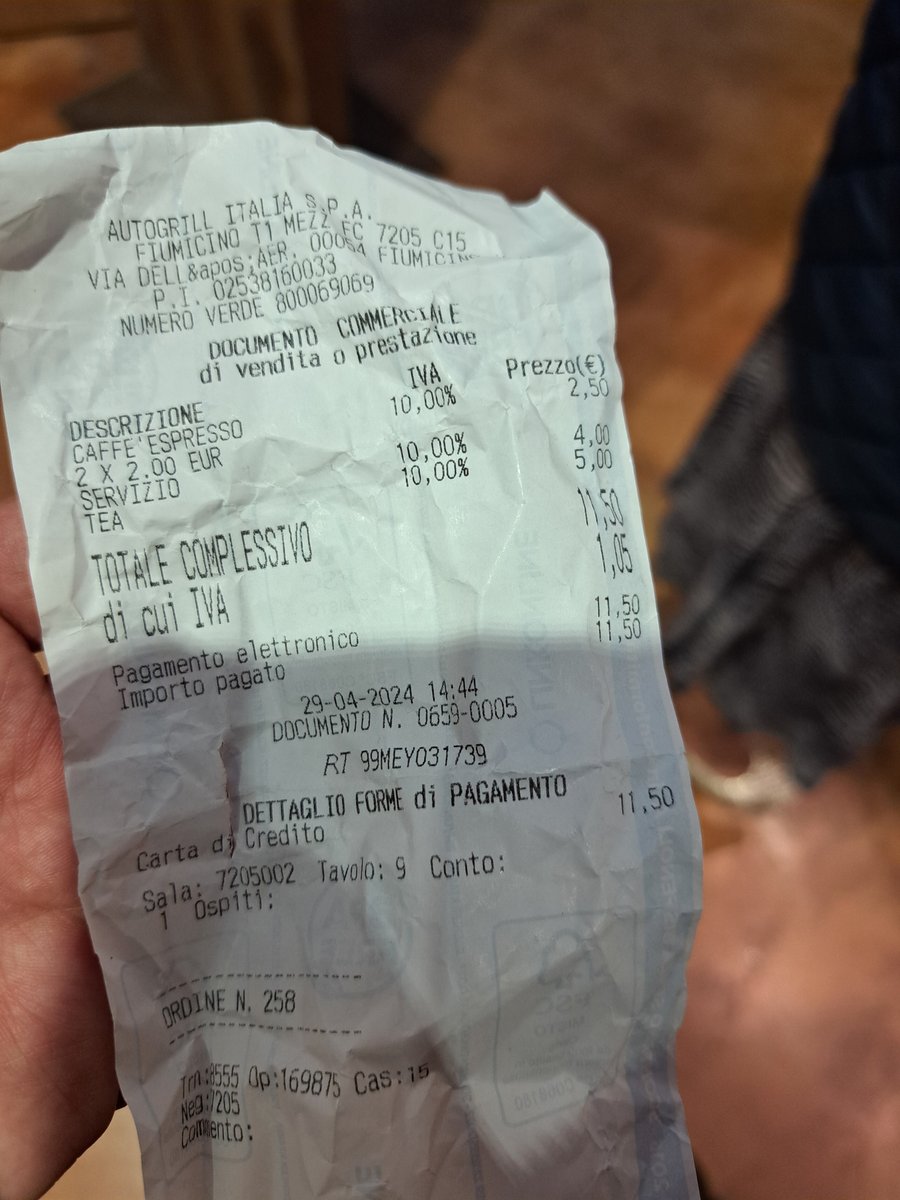 AUTOGRILL ITALIA S.P.A.
FIUMICINO T1 MEZZ EC 7205 C15
VIA DELL&apos;AER. 00054 FIUMICINO
P.I. 02538160033
NUMERO VERDE 800069069
DOCUMENTO COMMERCIALE
di vendita o prestazione
DESCRIZIONE IVA Prezzo(€)
CAFFE'ESPRESSO 10,00% 2,50
2 X 2.00 EUR
SERVIZIO 10,00% 4,00
TEA 10,00% 5,00
TOTALE COMPLESSIVO 11,50
di cui IVA 1,05
Pagamento elettronico 11,50
Importo pagato 11,50
29-04-2024 14:44
DOCUMENTO N. 0659-0005
RT 99MEY031739
DETTAGLIO FORME di PAGAMENTO
Carta di Credito 11,50
Sala: 7205002 Tavolo: 9 Conto:
1 Ospiti:
ORDINE N. 258
Trn:8555 Op:169875 Cas:15
Neg:7205
Commento: